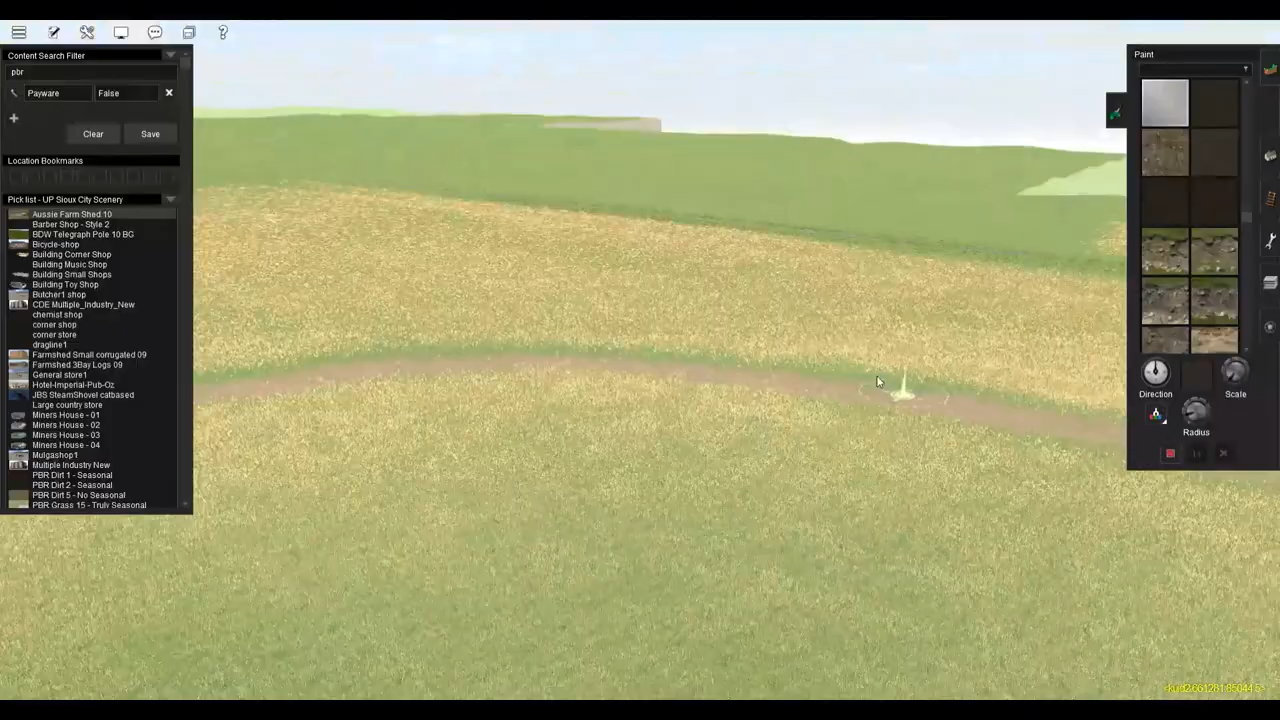 Content Search Filter
pbr
Payware False
Clear Save
Location Bookmarks
Pick list - UP Sioux City Scenery
Aussie Farm Shed 10
Barber Shop - Style 2
BDW Telegraph Pole 10 BG
Bicycle-shop
Building Corner Shop
Building Music Shop
Building Small Shops
Building Toy Shop
Butcher1 shop
CDE Multiple_Industry_New
chemist shop
corner shop
corner store
dragline1
Farmshed Small corrugated 09
Farmshed 3Bay Logs 09
General store1
Hotel-Imperial-Pub-Oz
JBS SteamShovel catbased
Large country store
Miners House - 01
Miners House - 02
Miners House - 03
Miners House - 04
Mulgashop1
Multiple Industry New
PBR Dirt 1 - Seasonal
PBR Dirt 2 - Seasonal
PBR Dirt 5 - No Seasonal
PBR Grass 15 - Truly Seasonal
Paint
Direction
Scale
Radius